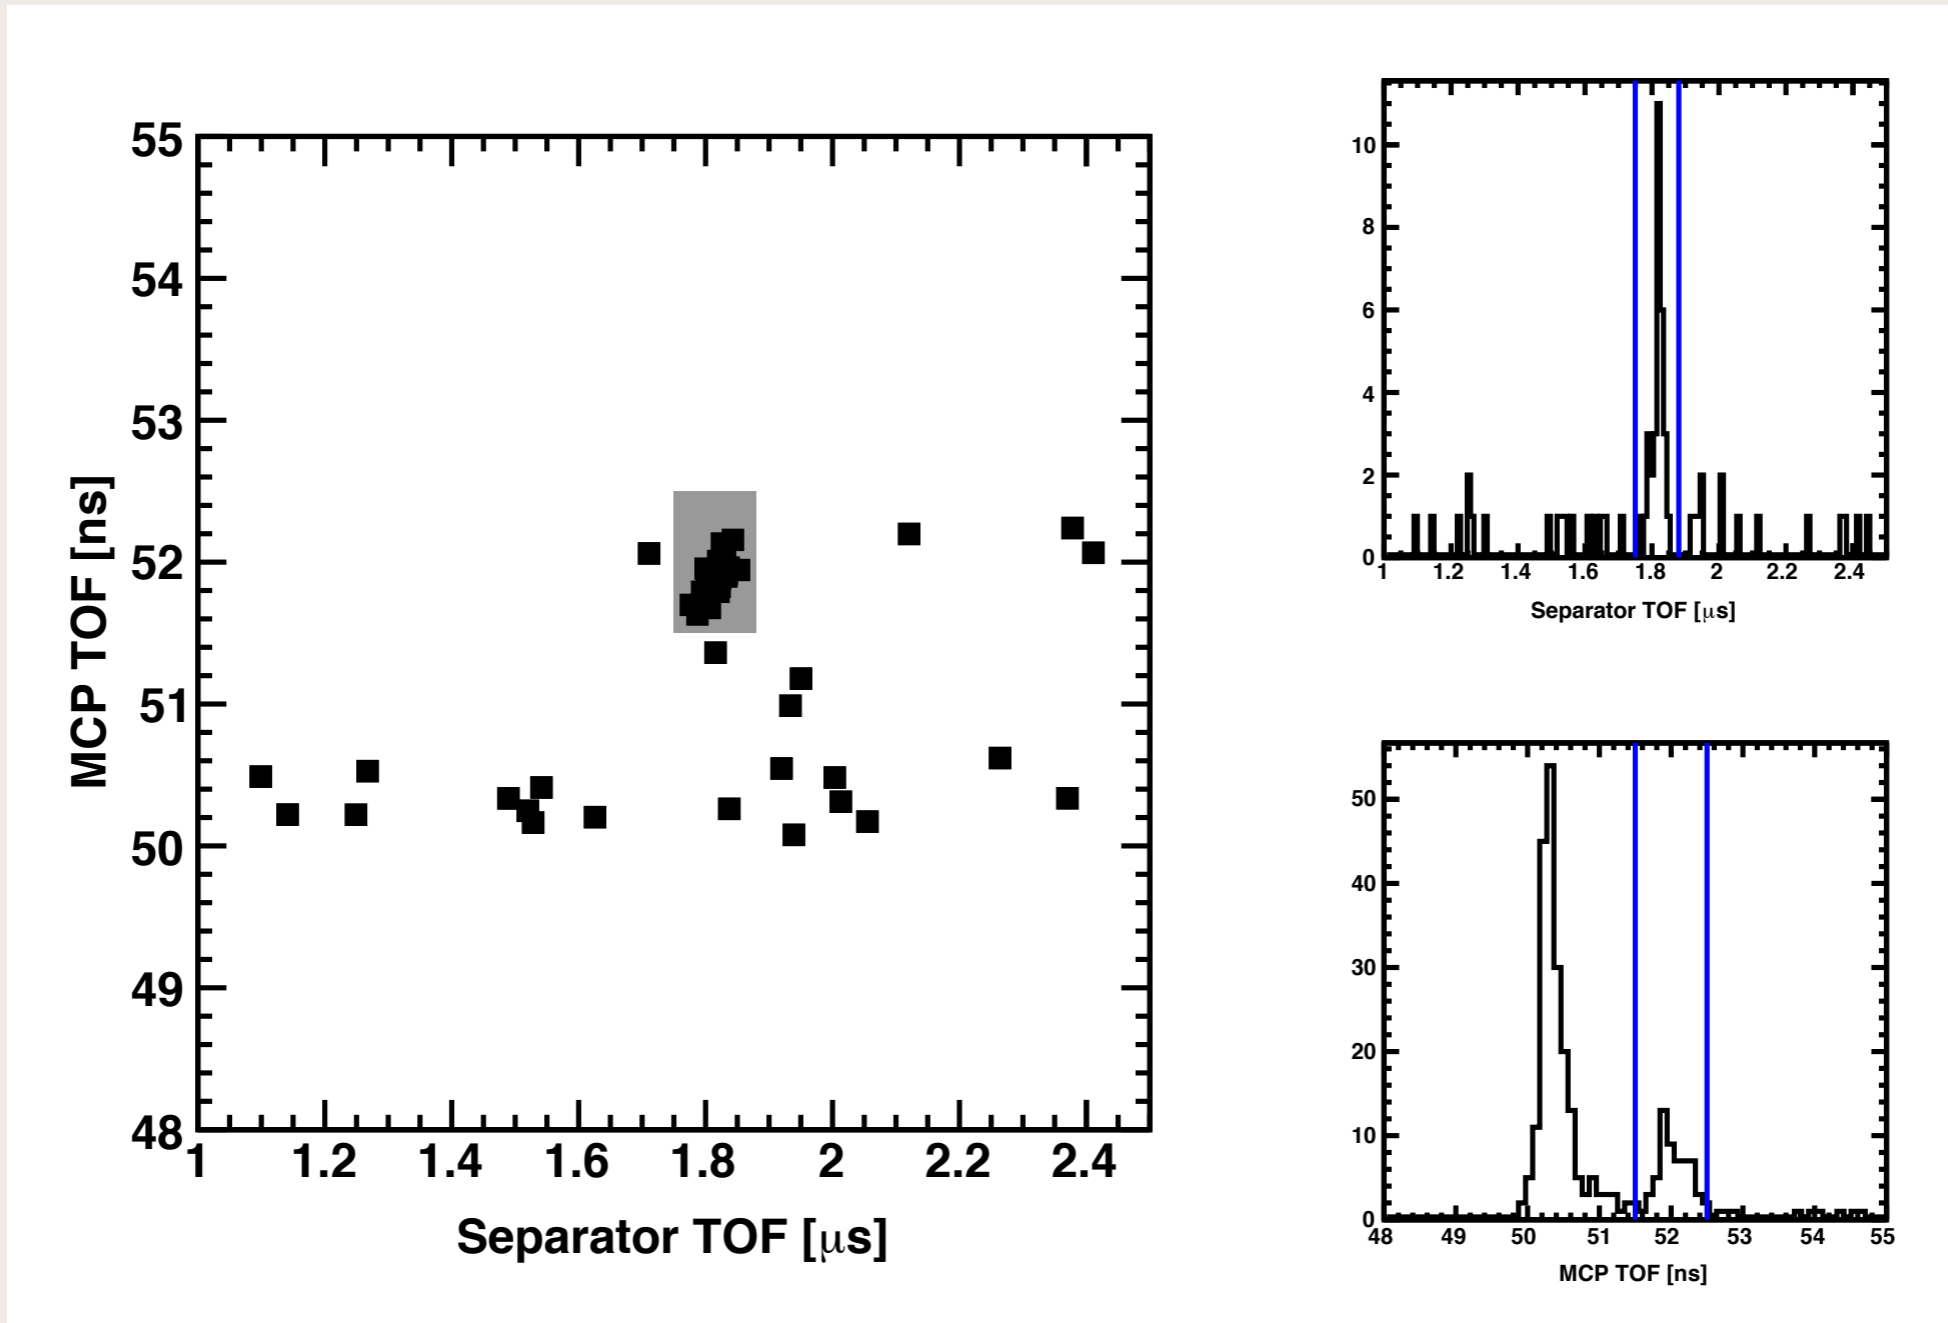 55
54
53
52
51
50
49
48
1 1.2 1.4 1.6 1.8 2 2.2 2.4
MCP TOF [ns]
Separator TOF [μs]
10
8
6
4
2
0
1 1.2 1.4 1.6 1.8 2 2.2 2.4
Separator TOF [μs]
50
40
30
20
10
0
48 49 50 51 52 53 54 55
MCP TOF [ns]